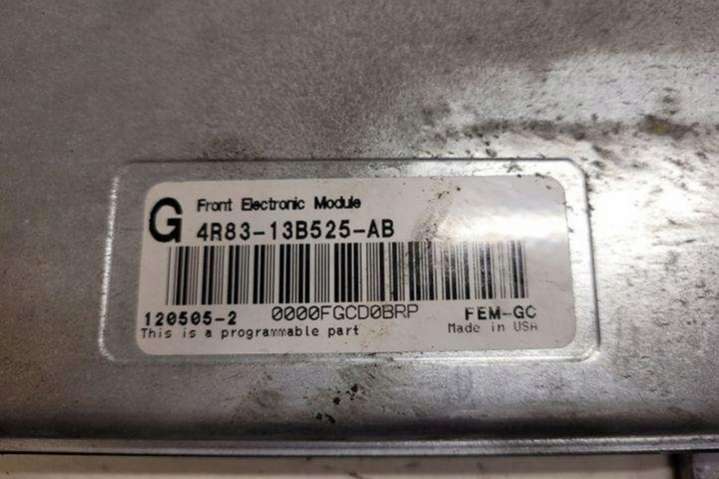 Front Electronic Module
G 4R83-13B525-AB
120505-2 0000FGCD0BRP FEM-GC
This is a programmable part Made in USA